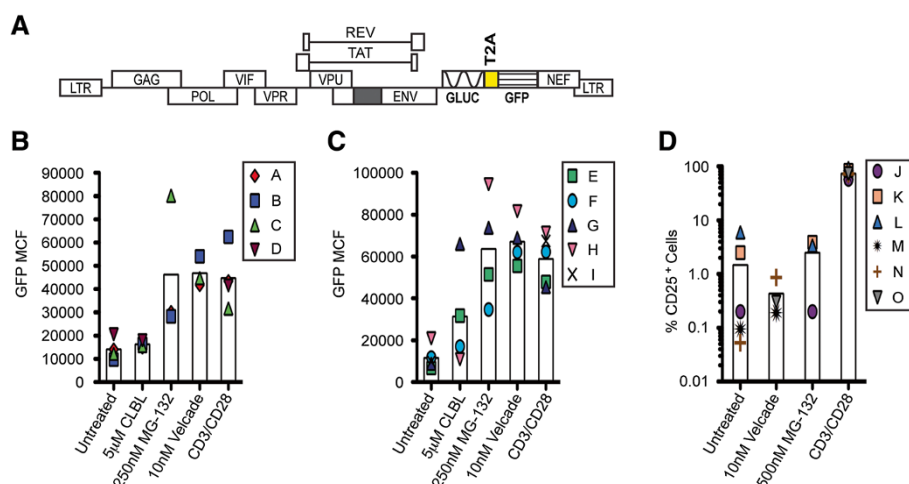 A
REV
TAT
T2A
LTR
GAG
VIF
VPU
NEF
POL
VPR
ENV
GLUC
GFP
LTR
B
GFP MCF
90000
80000
70000
60000
50000
40000
30000
20000
10000
0
Untreated
5μM CLBL
250nM MG-132
10nM Velcade
CD3/CD28
A
B
C
D
C
GFP MCF
100000
80000
60000
40000
20000
0
Untreated
5μM CLBL
250nM MG-132
10nM Velcade
CD3/CD28
E
F
G
H
I
D
% CD25+ Cells
100
10
1.0
0.1
0.01
Untreated
10nM Velcade
500nM MG-132
CD3/CD28
J
K
L
M
N
O